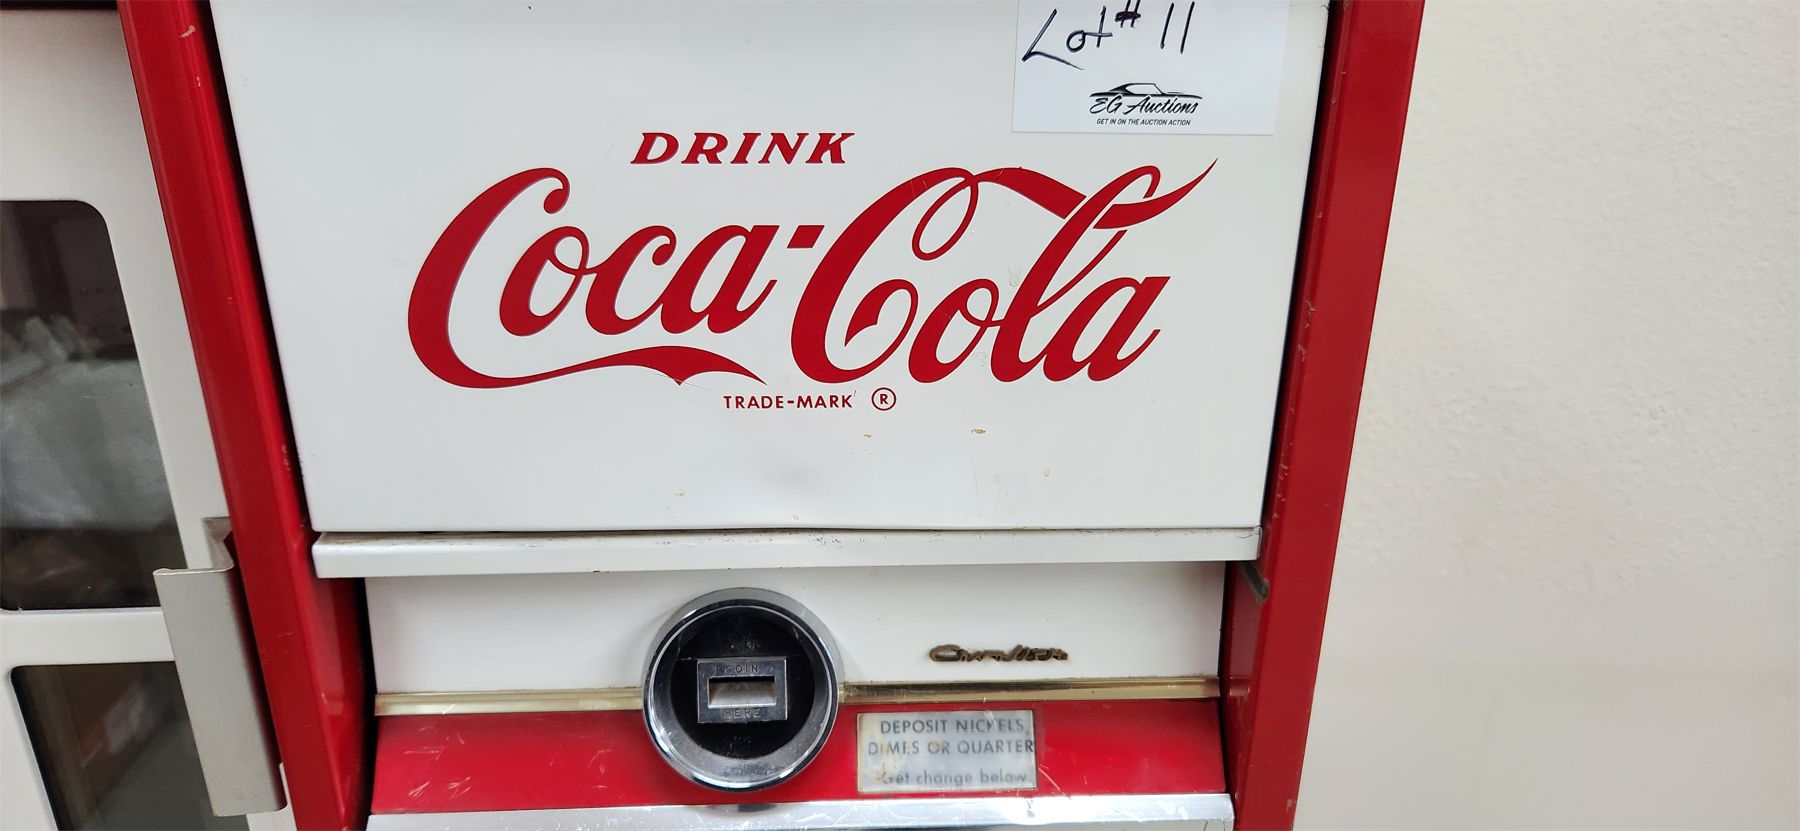 Lot # 11
EG Auctions
GET IN ON THE AUCTION ACTION
DRINK
Coca-Cola
TRADE-MARK ®
COIN
HERE
Cavalier
DEPOSIT NICKELS,
DIMES OR QUARTER
Get change below